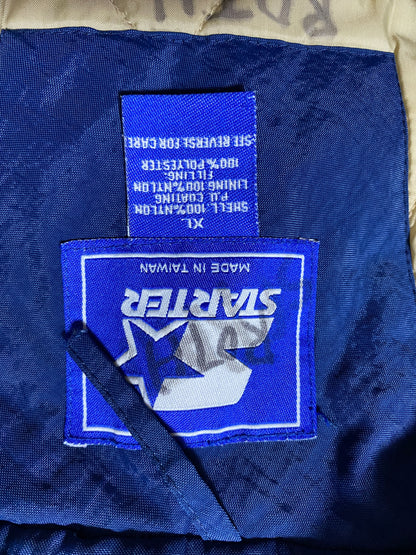 STARTER
MADE IN TAIWAN
XL
SHELL: 100% NYLON
P.U. COATING
LINING: 100% NYLON
FILLING:
100% POLYESTER
SEE REVERSE FOR CARE